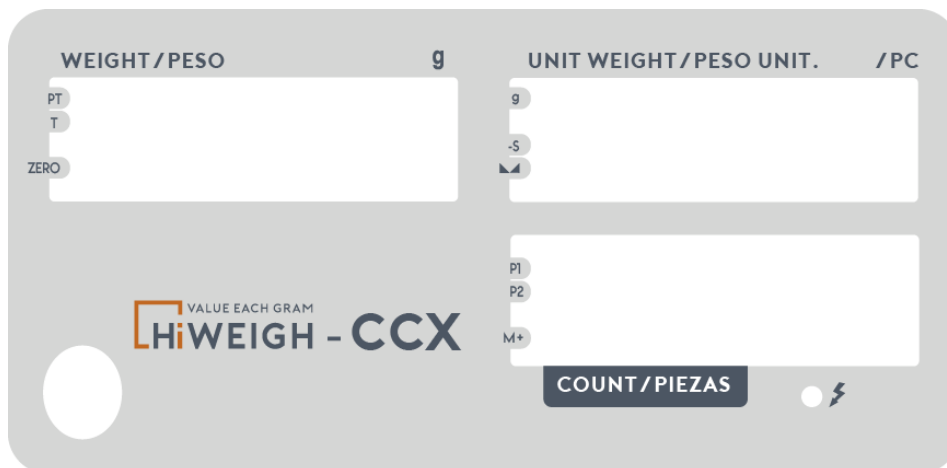 WEIGHT/PESO g
PT
T
ZERO
UNIT WEIGHT/PESO UNIT. /PC
g
-S
P1
P2
M+
VALUE EACH GRAM
HiWEIGH - CCX
COUNT/PIEZAS